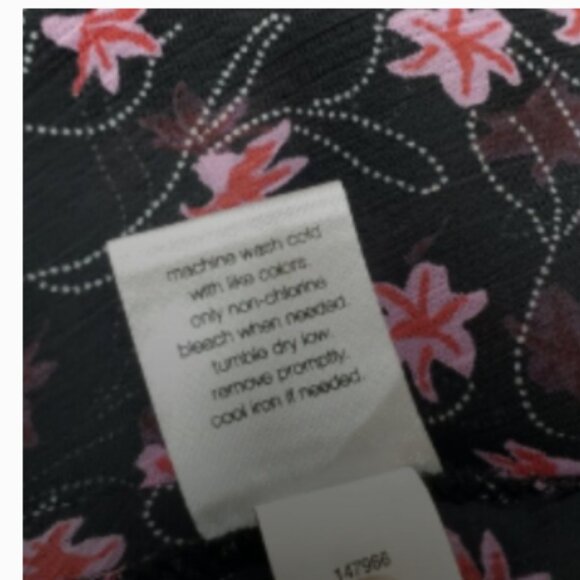 machine wash cold
with like colors.
only non-chlorine
bleach when needed.
tumble dry low.
remove promptly.
cool iron if needed.
147966